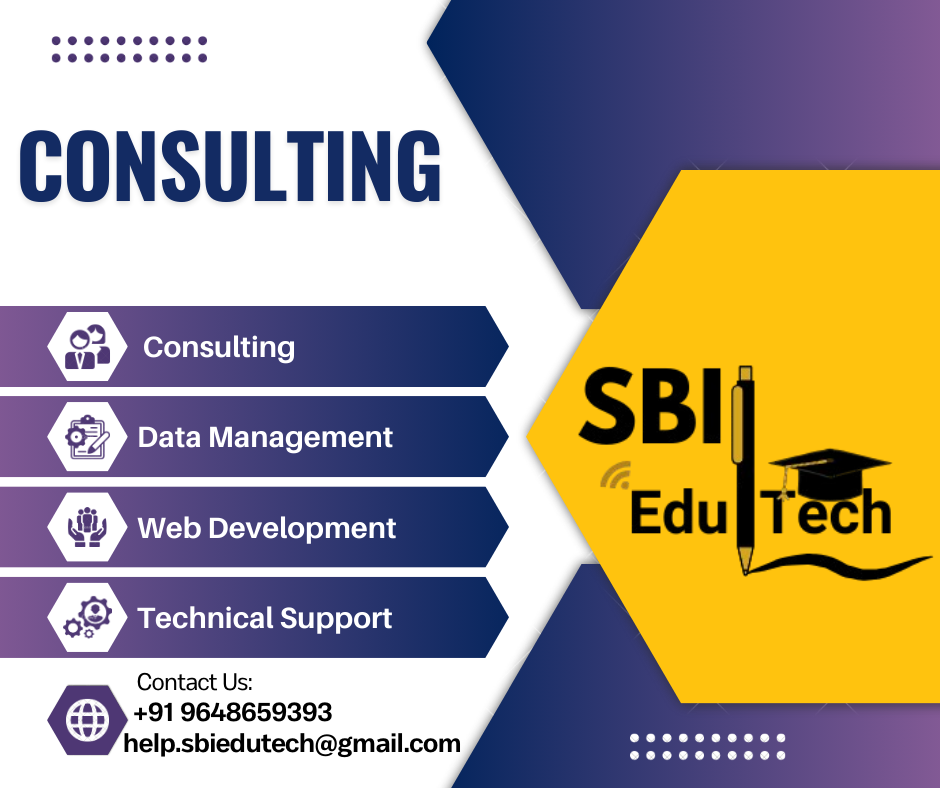 CONSULTING
Consulting
Data Management
Web Development
Technical Support
Contact Us:
+91 9648659393
help.sbiedutech@gmail.com
SBI
Edu Tech